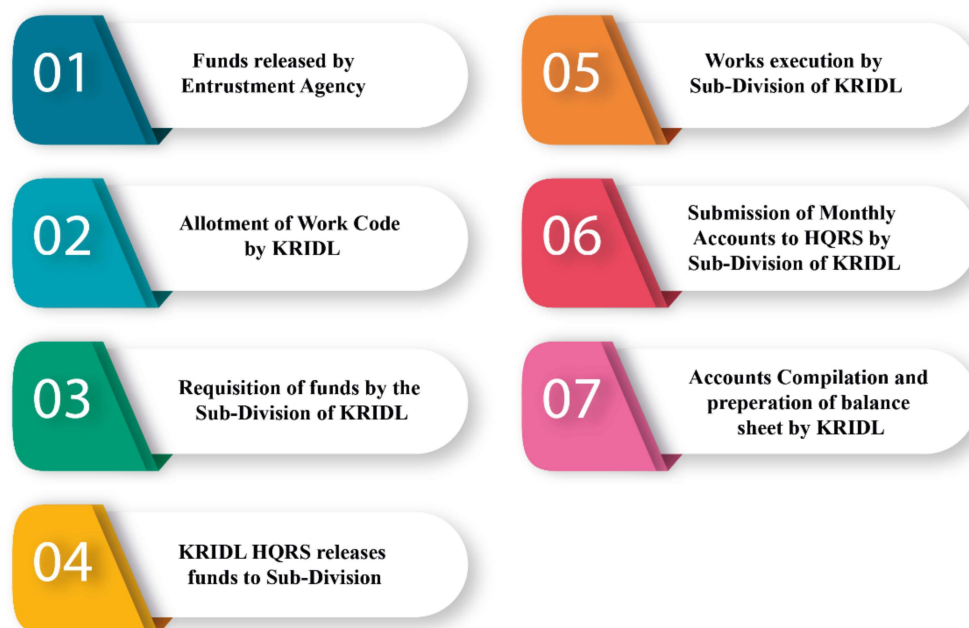 01
Funds released by
Entrustment Agency
02
Allotment of Work Code
by KRIDL
03
Requisition of funds by the
Sub-Division of KRIDL
04
KRIDL HQRS releases
funds to Sub-Division
05
Works execution by
Sub-Division of KRIDL
06
Submission of Monthly
Accounts to HQRS by
Sub-Division of KRIDL
07
Accounts Compilation and
preperation of balance
sheet by KRIDL